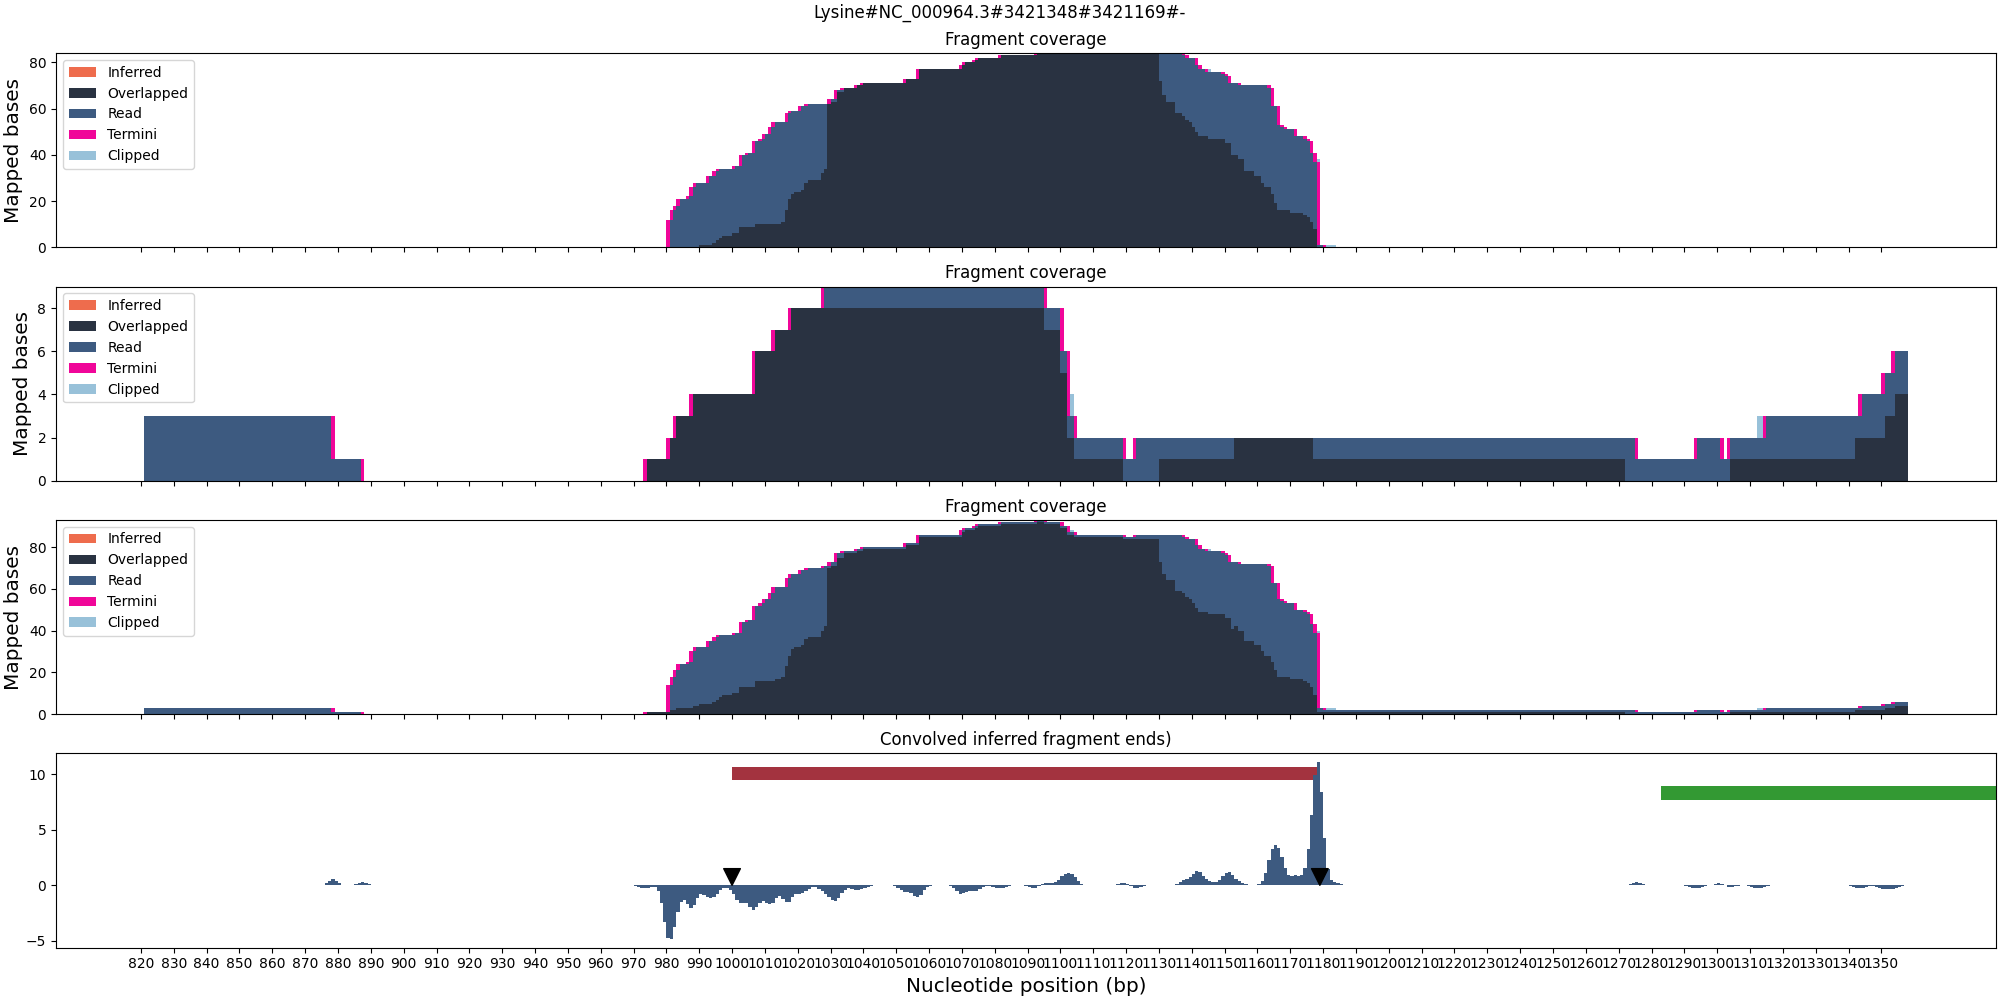 Lysine#NC_000964.3#3421348#3421169#-
Fragment coverage
Mapped bases
80
60
40
20
0
Inferred
Overlapped
Read
Termini
Clipped
Fragment coverage
Mapped bases
8
6
4
2
0
Inferred
Overlapped
Read
Termini
Clipped
Fragment coverage
Mapped bases
80
60
40
20
0
Inferred
Overlapped
Read
Termini
Clipped
Convolved inferred fragment ends)
10
5
0
−5
820 830 840 850 860 870 880 890 900 910 920 930 940 950 960 970 980 990 1000 1010 1020 1030 1040 1050 1060 1070 1080 1090 1100 1110 1120 1130 1140 1150 1160 1170 1180 1190 1200 1210 1220 1230 1240 1250 1260 1270 1280 1290 1300 1310 1320 1330 1340 1350
Nucleotide position (bp)